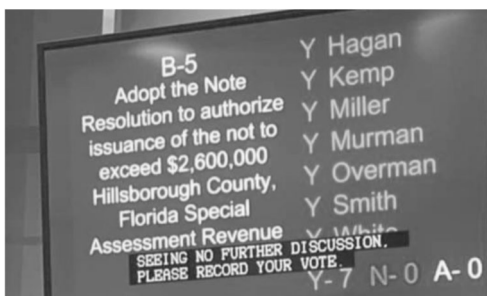 B-5
Adopt the Note
Resolution to authorize
issuance of the not to
exceed $2,600,000
Hillsborough County,
Florida Special
Assessment Revenue
Y Hagan
Y Kemp
Y Miller
Y Murman
Y Overman
Y Smith
Y White
SEEING NO FURTHER DISCUSSION,
PLEASE RECORD YOUR VOTE.
Y-7 N-0 A-0